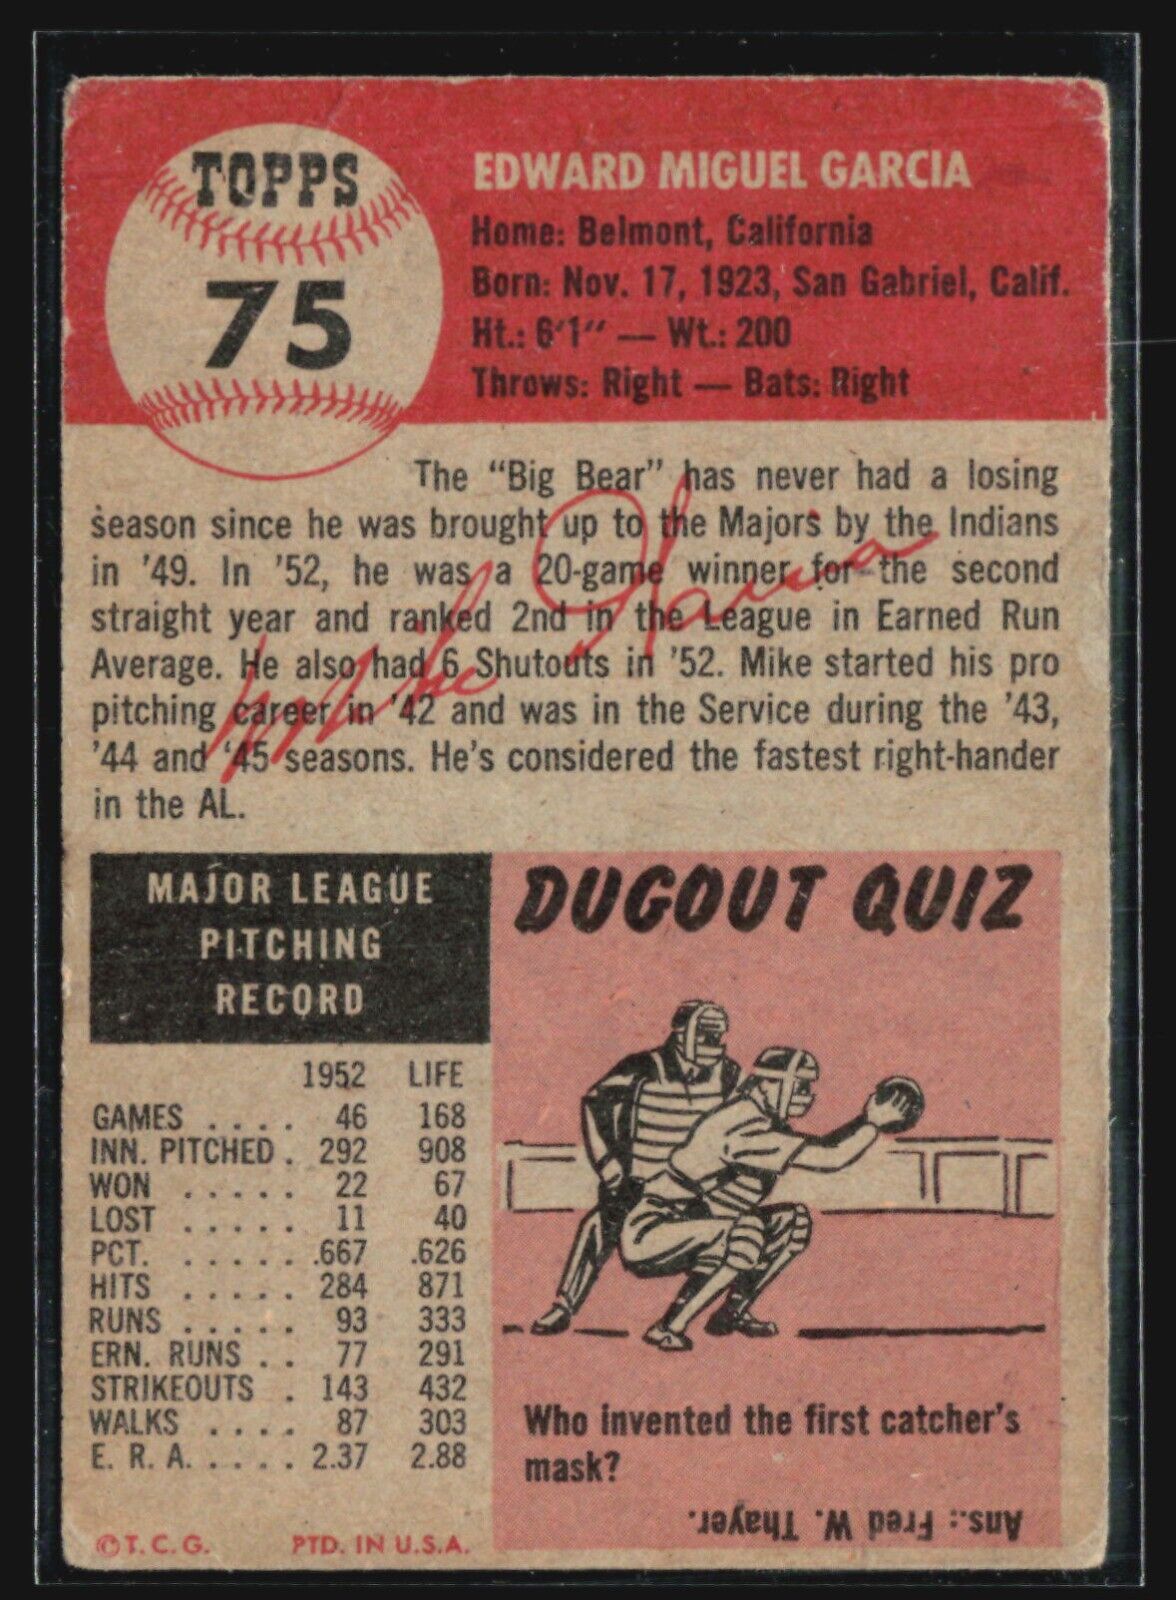 TOPPS
75
EDWARD MIGUEL GARCIA
Home: Belmont, California
Born: Nov. 17, 1923, San Gabriel, Calif.
Ht.: 6'1" — Wt.: 200
Throws: Right — Bats: Right
The "Big Bear" has never had a losing
season since he was brought up to the Majors by the Indians
in '49. In '52, he was a 20-game winner for the second
straight year and ranked 2nd in the League in Earned Run
Average. He also had 6 Shutouts in '52. Mike started his pro
pitching career in '42 and was in the Service during the '43,
'44 and '45 seasons. He's considered the fastest right-hander
in the AL.
Mike Garcia
MAJOR LEAGUE
PITCHING
RECORD
1952 LIFE
GAMES . . . . 46 168
INN. PITCHED . 292 908
WON . . . . . 22 67
LOST . . . . . 11 40
PCT. . . . . . .667 .626
HITS . . . . . 284 871
RUNS . . . . . 93 333
ERN. RUNS . . 77 291
STRIKEOUTS . 143 432
WALKS . . . . 87 303
E. R. A. . . . . 2.37 2.88
© T. C. G. PTD. IN U.S.A.
DUGOUT QUIZ
Who invented the first catcher's
mask?
Ans.: Fred W. Thayer.